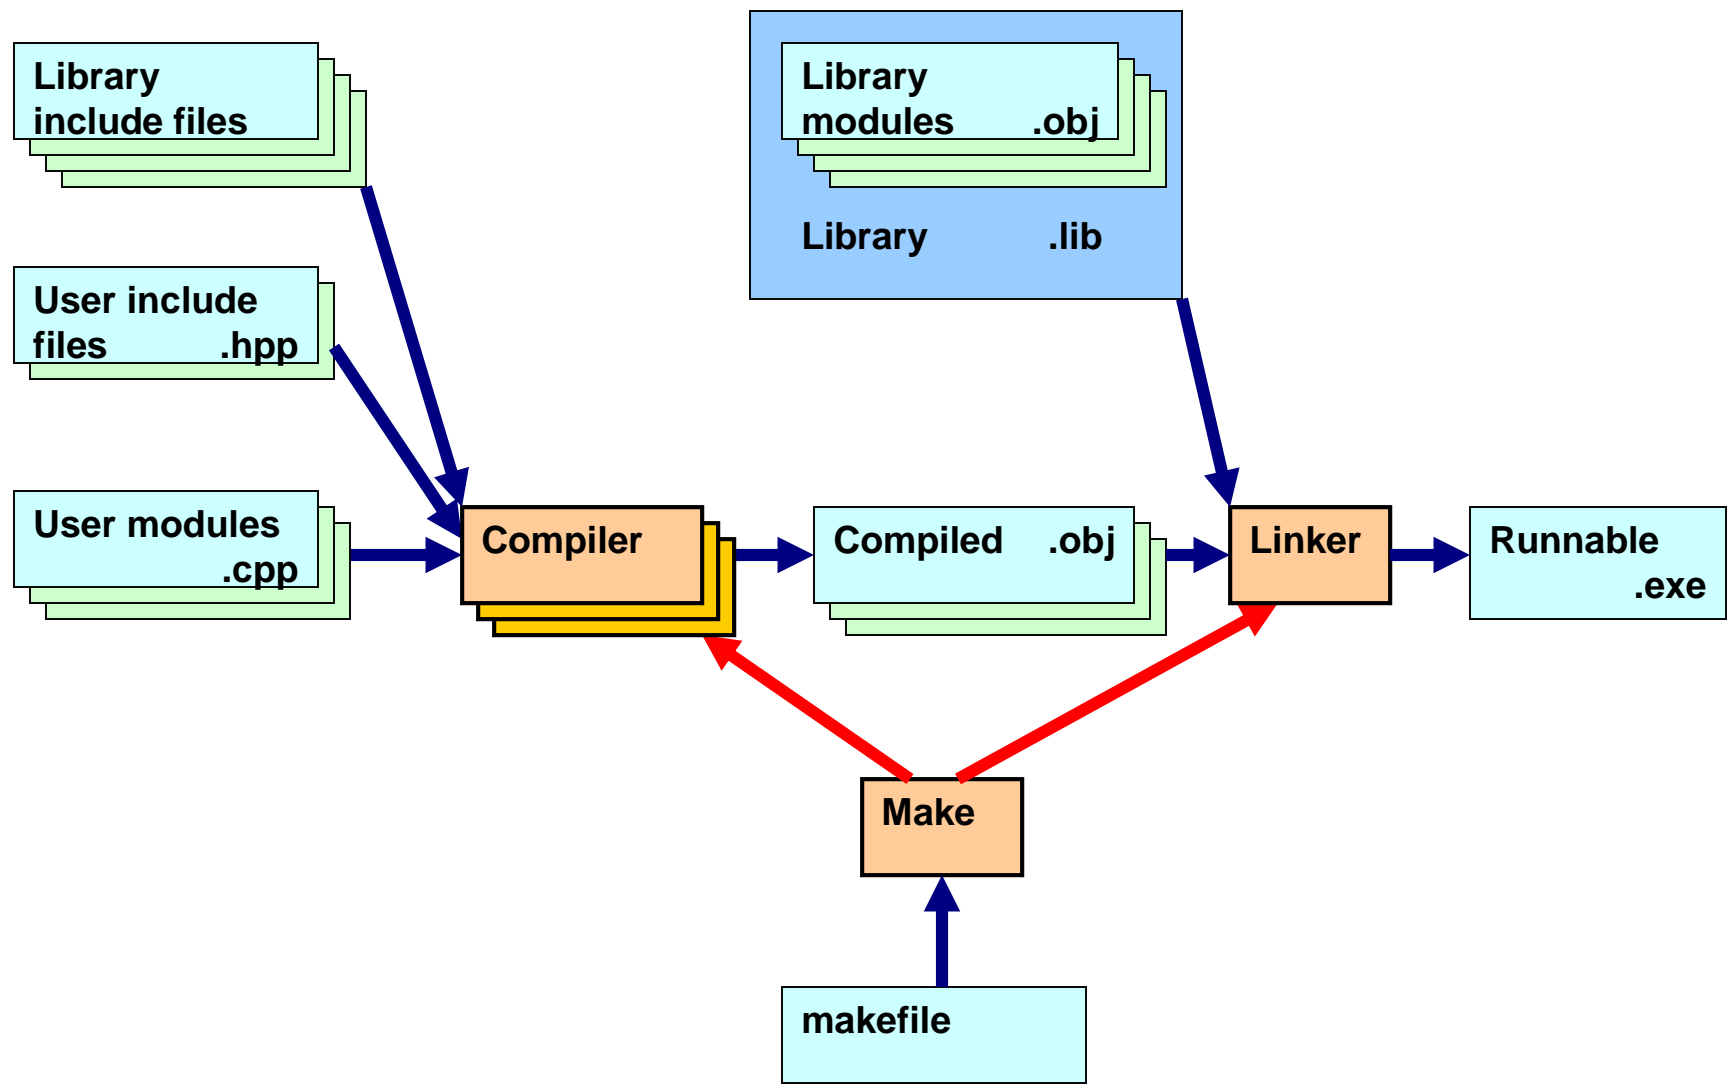 Library
include files
Library
modules .obj
Library .lib
User include
files .hpp
User modules
.cpp
Compiler
Compiled .obj
Linker
Runnable
.exe
Make
makefile